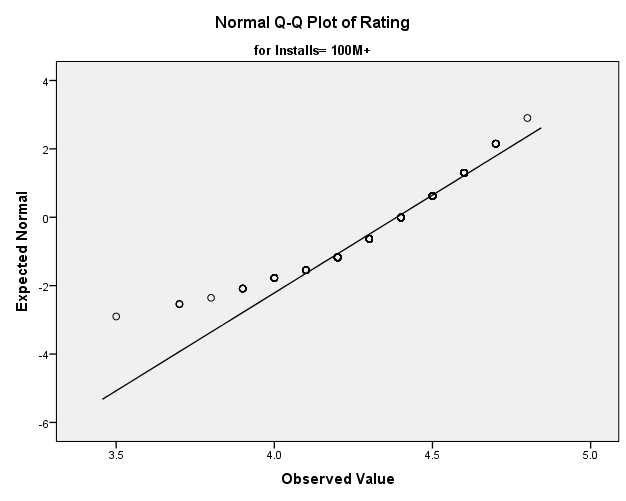 Normal Q-Q Plot of Rating
for Installs= 100M+
4
2
0
-2
-4
-6
Expected Normal
3.5 4.0 4.5 5.0
Observed Value